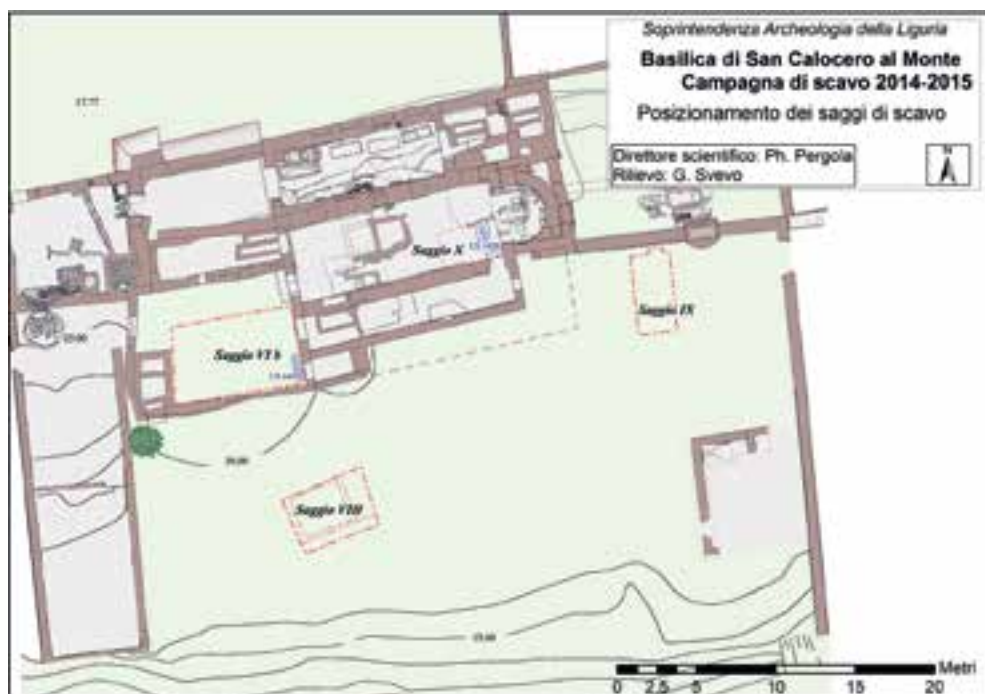 Soprintendenza Archeologia della Liguria
Basilica di San Calocero al Monte
Campagna di scavo 2014-2015
Posizionamento dei saggi di scavo
Direttore scientifico: Ph. Pergola
Rilievo: G. Svevo
N
Saggio X
Saggio IX
Saggio VI b
Saggio VIII
Metri
0 2,5 5 10 15 20